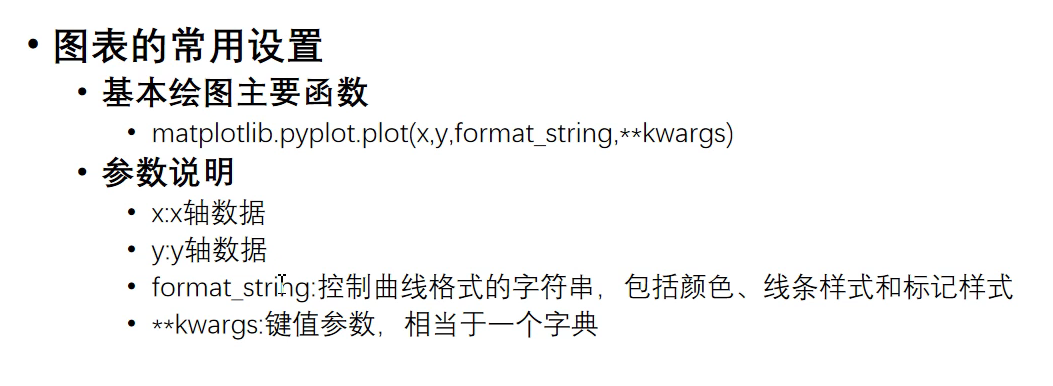 • 图表的常用设置
• 基本绘图主要函数
• matplotlib.pyplot.plot(x,y,format_string,**kwargs)
• 参数说明
• x:x轴数据
• y:y轴数据
• format_string:控制曲线格式的字符串，包括颜色、线条样式和标记样式
• **kwargs:键值参数，相当于一个字典